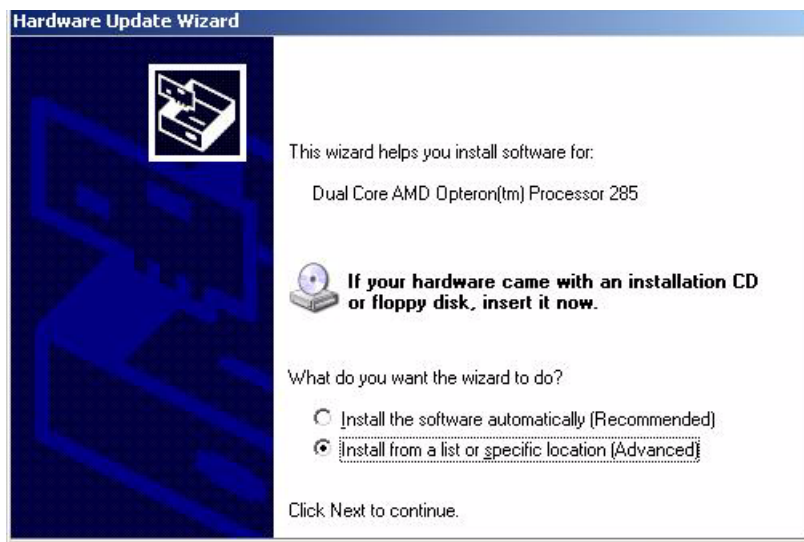 Hardware Update Wizard
This wizard helps you install software for:
Dual Core AMD Opteron(tm) Processor 285
If your hardware came with an installation CD
or floppy disk, insert it now.
What do you want the wizard to do?
Install the software automatically (Recommended)
Install from a list or specific location (Advanced)
Click Next to continue.